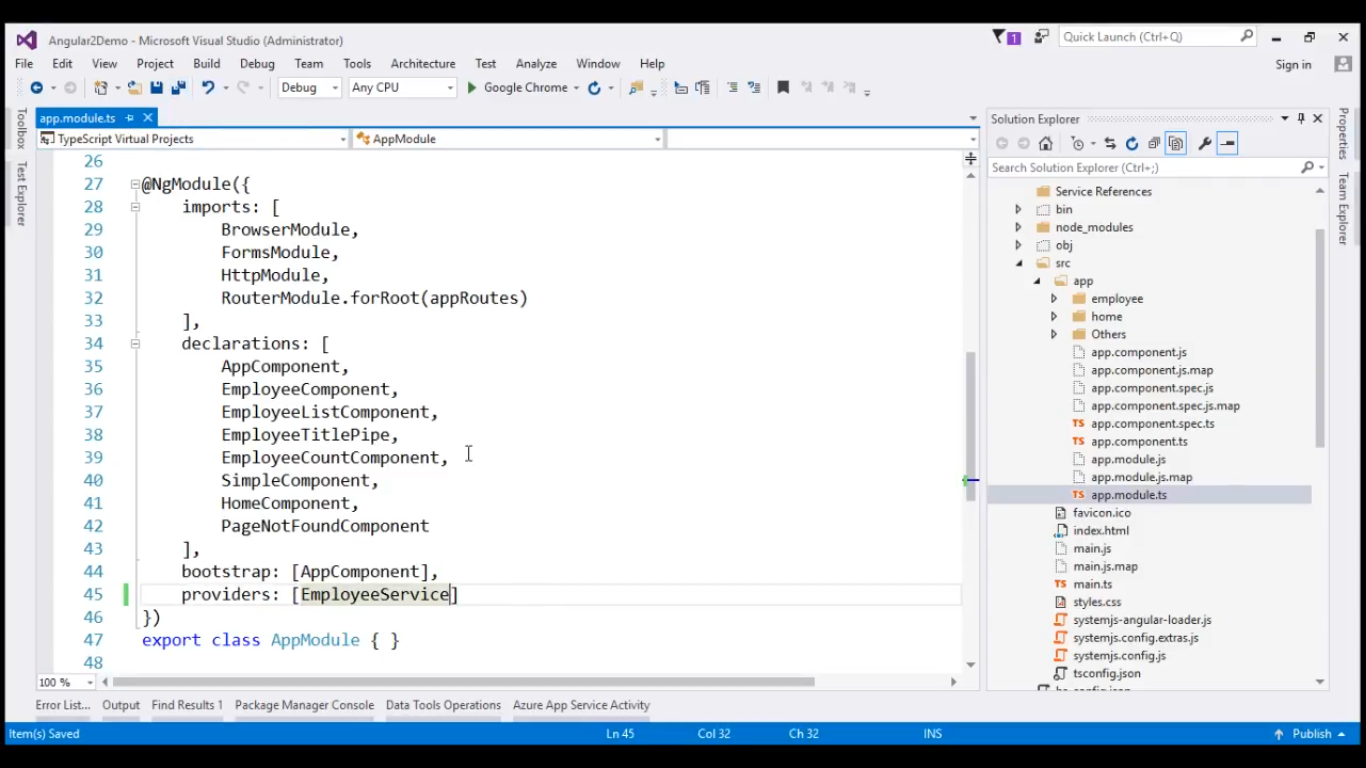 Angular2Demo - Microsoft Visual Studio (Administrator)
1
Quick Launch (Ctrl+Q)
File Edit View Project Build Debug Team Tools Architecture Test Analyze Window Help
Sign in
Debug Any CPU Google Chrome
Toolbox
Test Explorer
app.module.ts
TypeScript Virtual Projects AppModule
26
27 @NgModule({
28 imports: [
29 BrowserModule,
30 FormsModule,
31 HttpModule,
32 RouterModule.forRoot(appRoutes)
33 ],
34 declarations: [
35 AppComponent,
36 EmployeeComponent,
37 EmployeeListComponent,
38 EmployeeTitlePipe,
39 EmployeeCountComponent,
40 SimpleComponent,
41 HomeComponent,
42 PageNotFoundComponent
43 ],
44 bootstrap: [AppComponent],
45 providers: [EmployeeService]
46 })
47 export class AppModule { }
48
100 %
Solution Explorer
Search Solution Explorer (Ctrl+;)
Service References
bin
node_modules
obj
src
app
employee
home
Others
app.component.js
app.component.js.map
app.component.spec.js
app.component.spec.js.map
app.component.spec.ts
app.component.ts
app.module.js
app.module.js.map
app.module.ts
favicon.ico
index.html
main.js
main.js.map
main.ts
styles.css
systemjs-angular-loader.js
systemjs.config.extras.js
systemjs.config.js
tsconfig.json
Properties
Team Explorer
Error List... Output Find Results 1 Package Manager Console Data Tools Operations Azure App Service Activity
Item(s) Saved Ln 45 Col 32 Ch 32 INS Publish